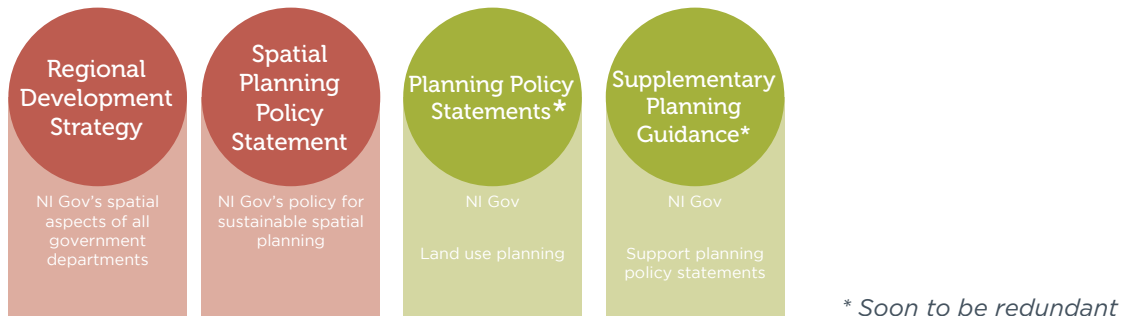 Regional
Development
Strategy
NI Gov's spatial
aspects of all
government
departments
Spatial
Planning
Policy
Statement
NI Gov's policy for
sustainable spatial
planning
Planning Policy
Statements*
NI Gov
Land use planning
Supplementary
Planning
Guidance*
NI Gov
Support planning
policy statements
* Soon to be redundant